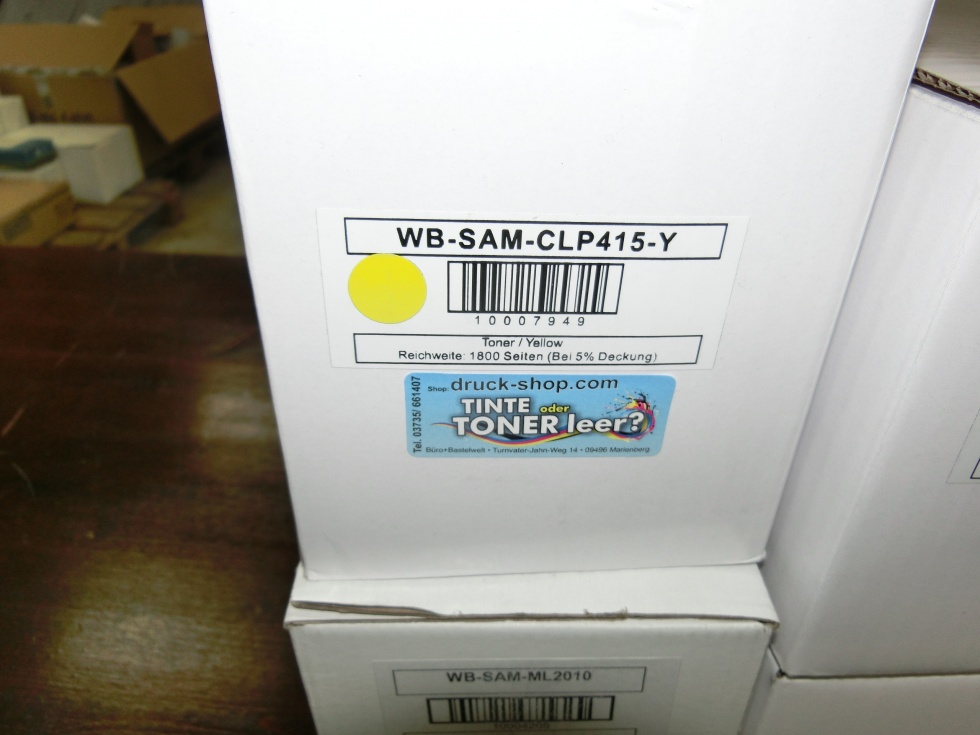 WB-SAM-CLP415-Y
10007949
Toner / Yellow
Reichweite: 1800 Seiten (Bei 5% Deckung)
Tel. 03735/ 661407
Shop: druck-shop.com
TINTE oder
TONER leer?
Büro+Bastelwelt • Turnvater-Jahn-Weg 14 • 09496 Marienberg
WB-SAM-ML2010